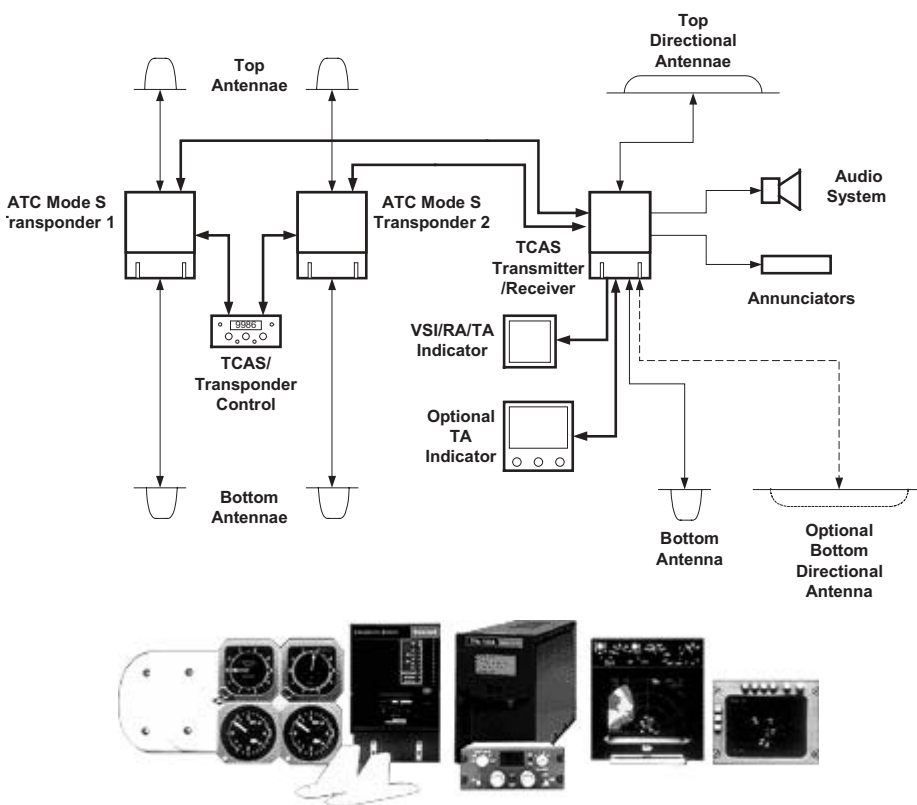 Top
Directional
Antennae
Top
Antennae
ATC Mode S
Transponder 1
ATC Mode S
Transponder 2
Audio
System
TCAS
Transmitter
/Receiver
Annunciators
9986
TCAS/
Transponder
Control
VSI/RA/TA
Indicator
Optional
TA
Indicator
Bottom
Antennae
Bottom
Antenna
Optional
Bottom
Directional
Antenna